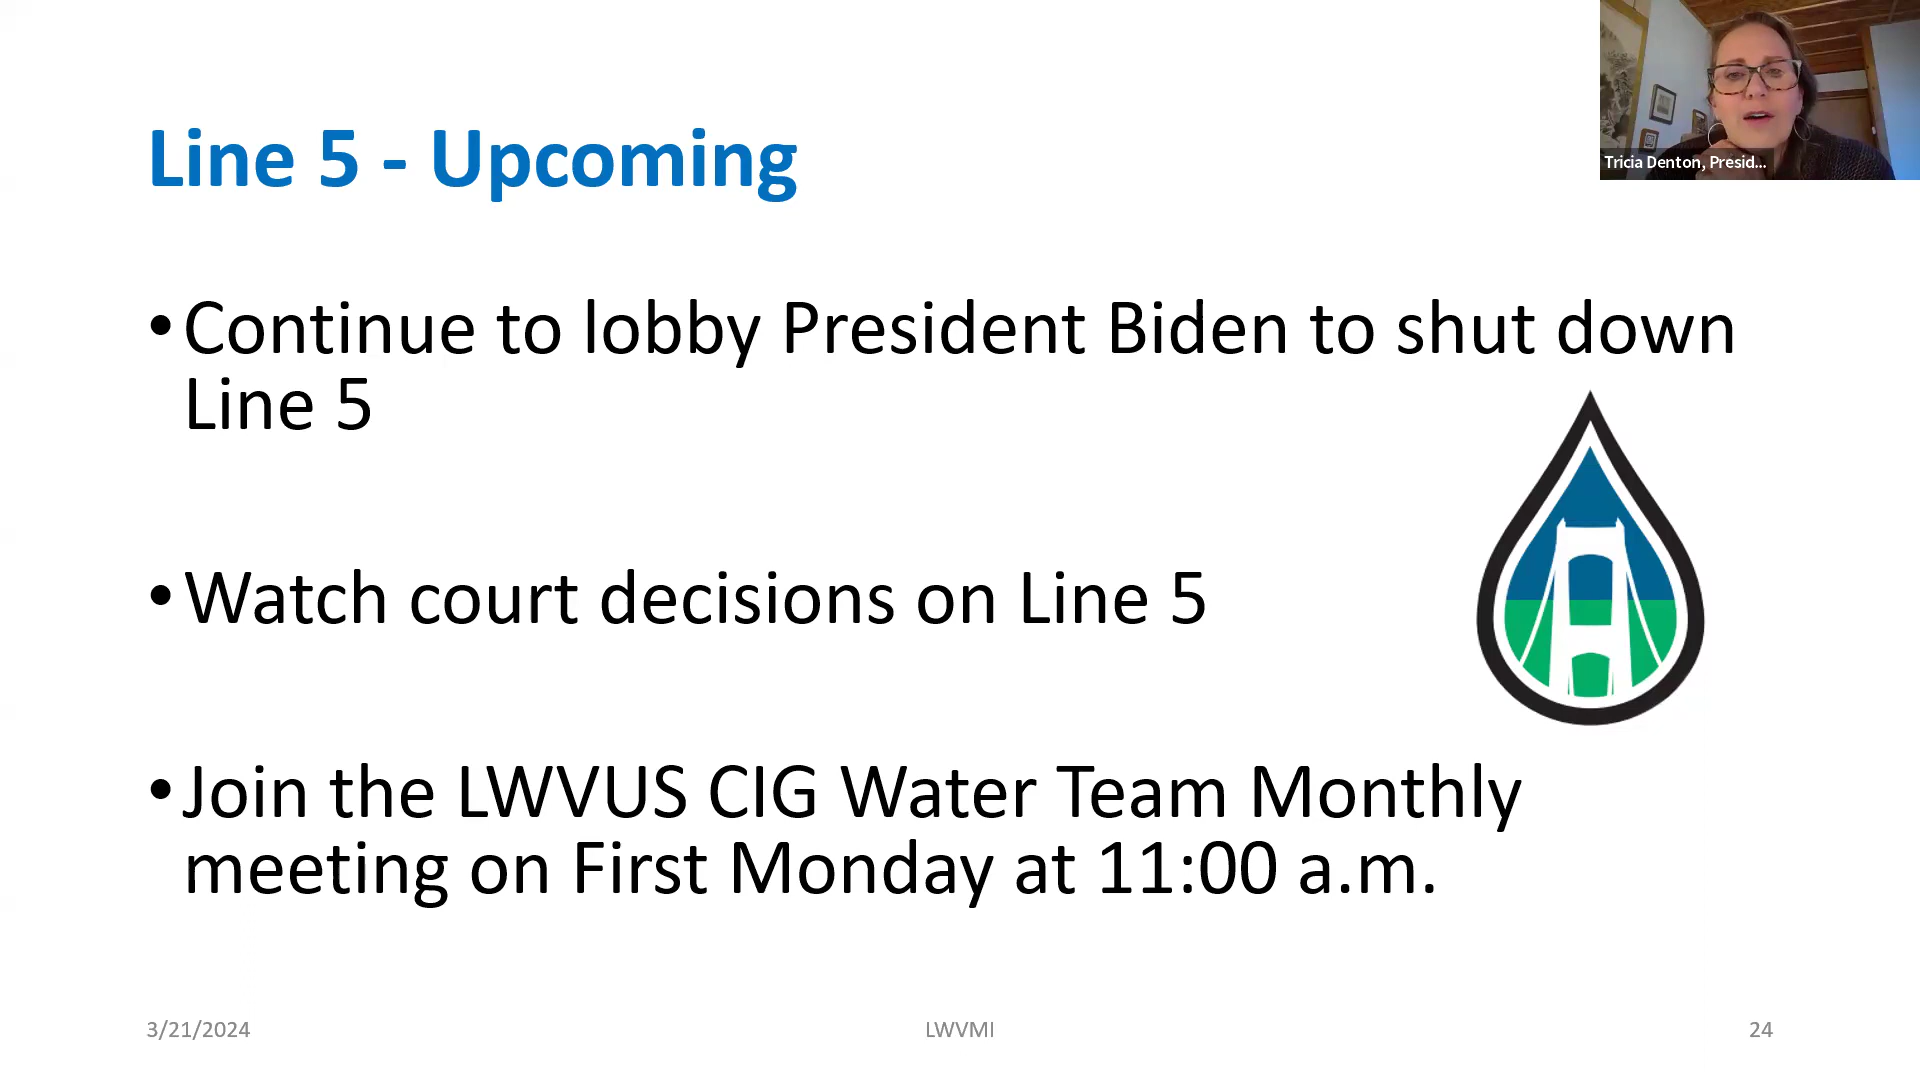 Tricia Denton, Presid...
Line 5 - Upcoming
•Continue to lobby President Biden to shut down
Line 5
•Watch court decisions on Line 5
•Join the LWVUS CIG Water Team Monthly
meeting on First Monday at 11:00 a.m.
3/21/2024
LWVMI
24